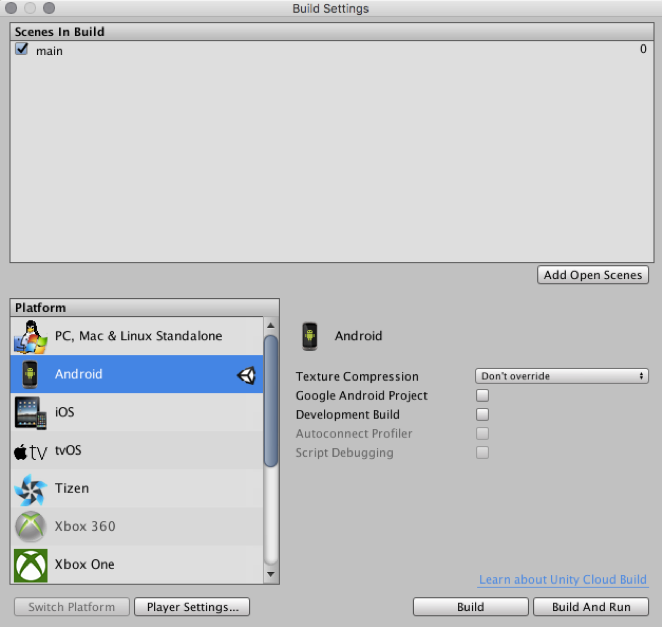 Build Settings
Scenes In Build
main 0
Add Open Scenes
Platform
PC, Mac & Linux Standalone
Android
iOS
tv tvOS
Tizen
Xbox 360
Xbox One
Android
Texture Compression Don't override
Google Android Project
Development Build
Autoconnect Profiler
Script Debugging
Learn about Unity Cloud Build
Switch Platform Player Settings... Build Build And Run